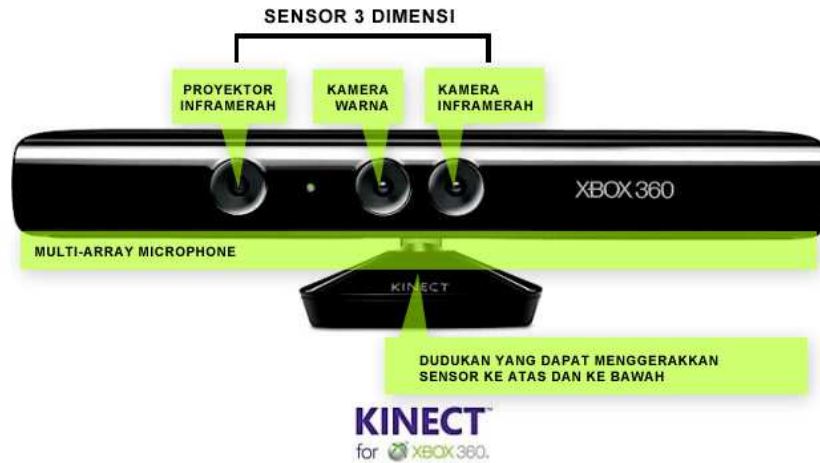 SENSOR 3 DIMENSI
PROYEKTOR
INFRAMERAH
KAMERA
WARNA
KAMERA
INFRAMERAH
XBOX 360
MULTI-ARRAY MICROPHONE
KINECT
DUDUKAN YANG DAPAT MENGGERAKKAN
SENSOR KE ATAS DAN KE BAWAH
KINECT™
for XBOX 360.